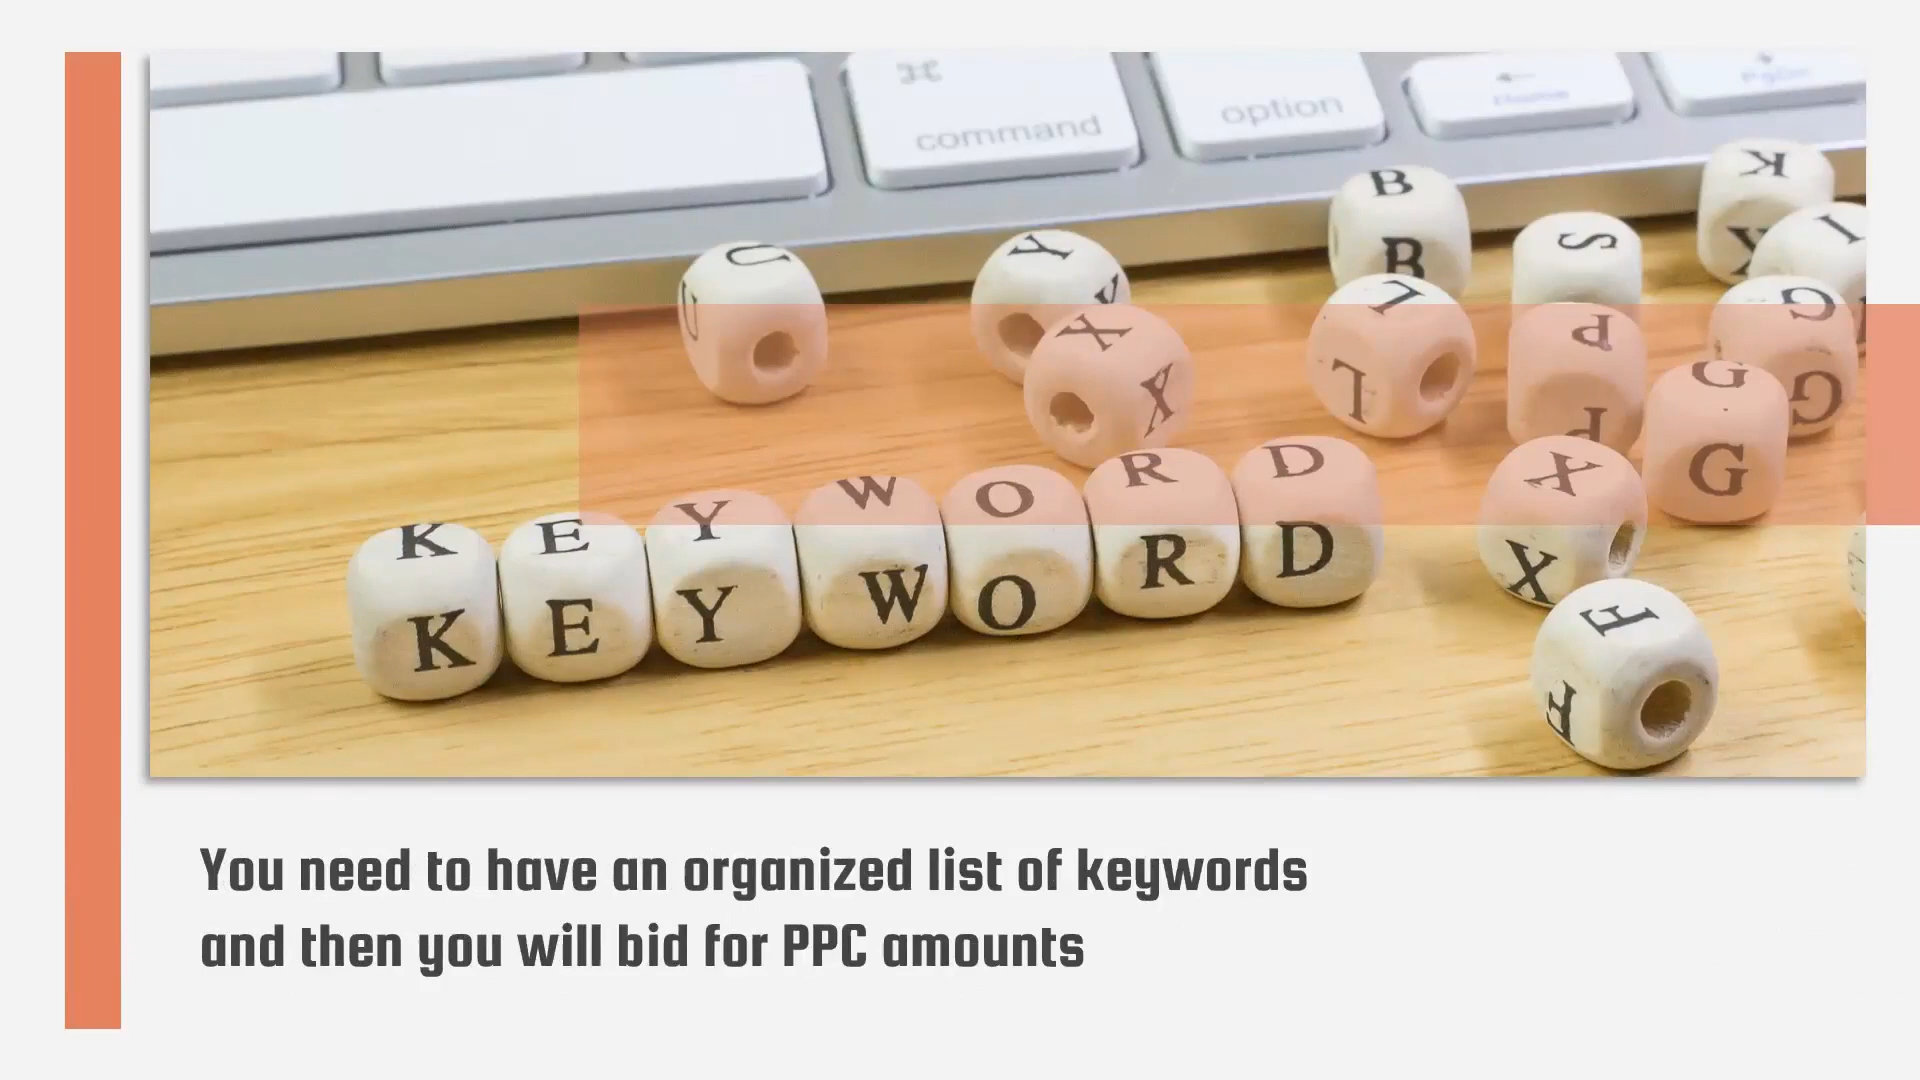 ⌘
command
option
PgDn
U
U
Y
Y
X
X
B
B
L
L
S
P
P
K
X
I
G
G
G
G
K E Y W O R D
K E Y W O R D
X
X
F
F
You need to have an organized list of keywords
and then you will bid for PPC amounts